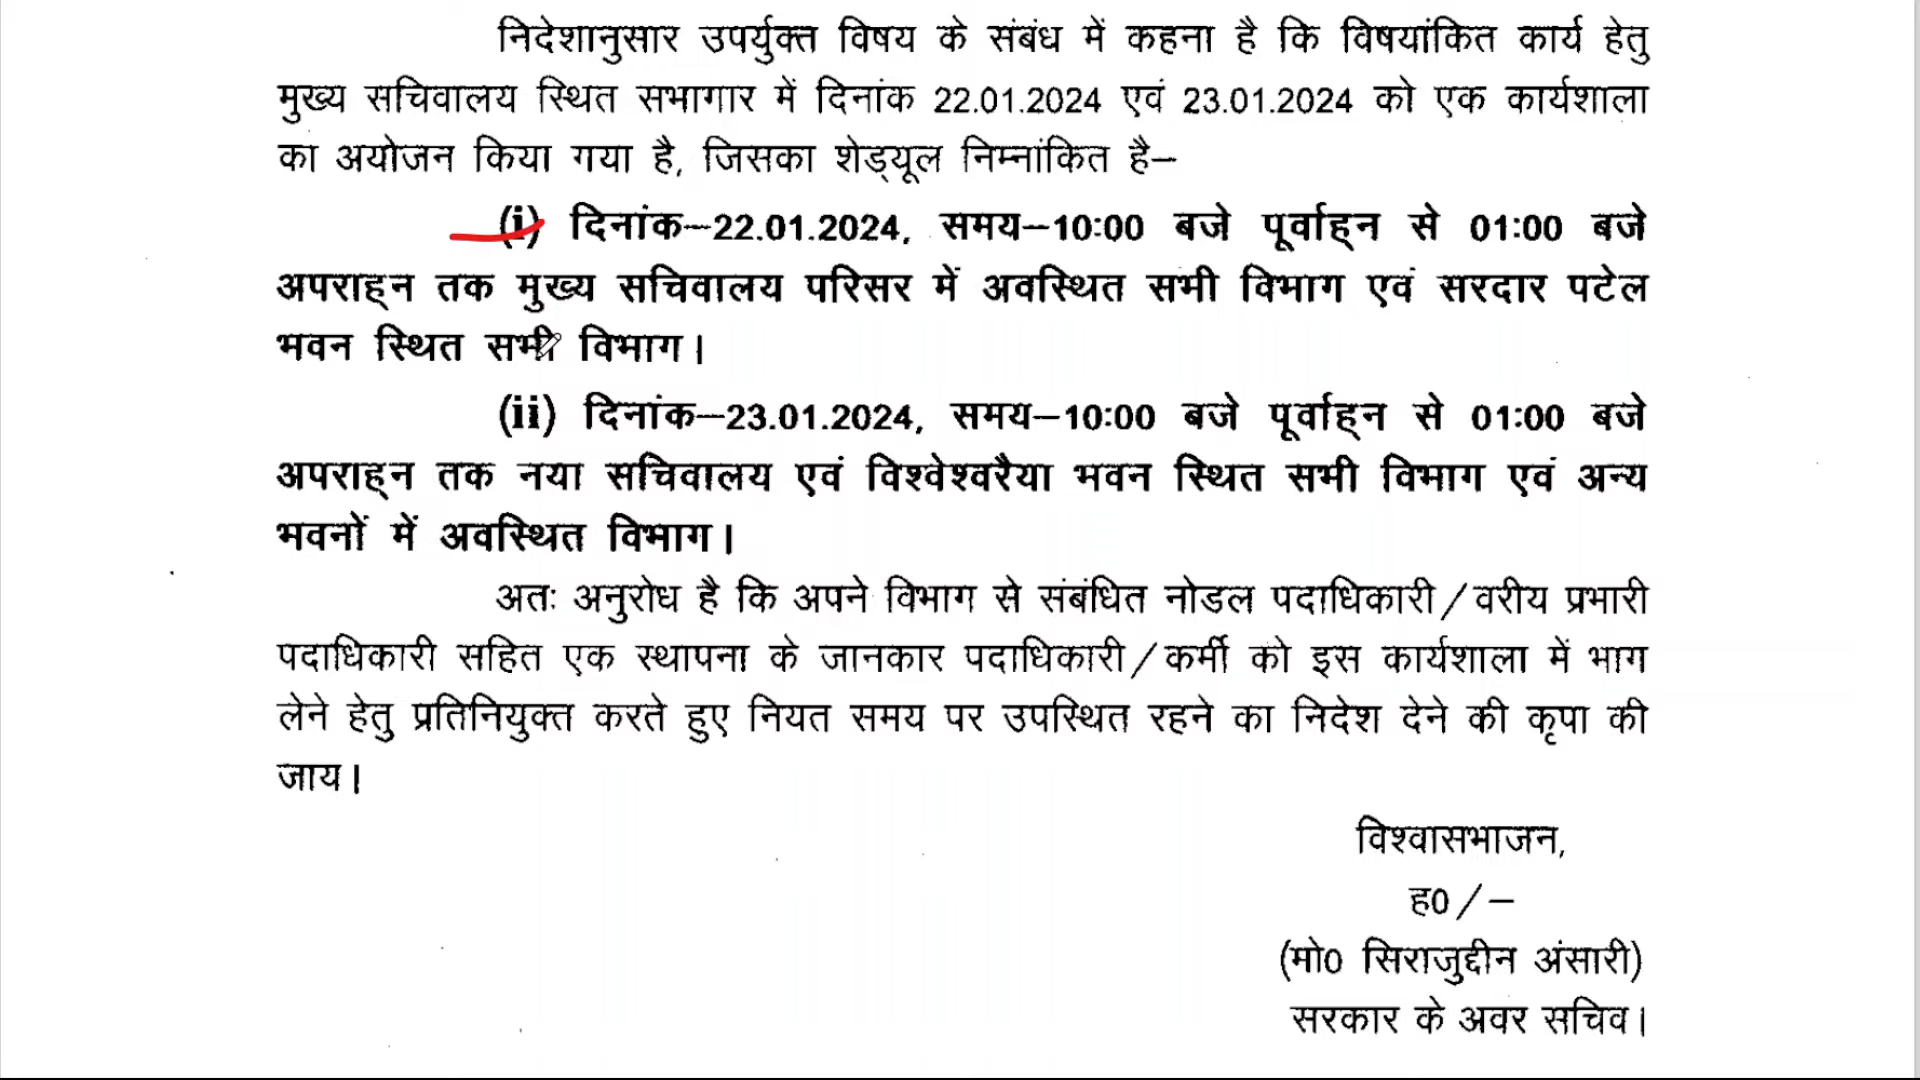 निदेशानुसार उपर्युक्त विषय के संबंध में कहना है कि विषयांकित कार्य हेतु
मुख्य सचिवालय स्थित सभागार में दिनांक 22.01.2024 एवं 23.01.2024 को एक कार्यशाला
का अयोजन किया गया है, जिसका शेड्यूल निम्नांकित है–
(i) दिनांक–22.01.2024, समय–10:00 बजे पूर्वाह्न से 01:00 बजे
अपराह्न तक मुख्य सचिवालय परिसर में अवस्थित सभी विभाग एवं सरदार पटेल
भवन स्थित सभी विभाग।
(ii) दिनांक–23.01.2024, समय–10:00 बजे पूर्वाह्न से 01:00 बजे
अपराह्न तक नया सचिवालय एवं विश्वेश्वरैया भवन स्थित सभी विभाग एवं अन्य
भवनों में अवस्थित विभाग।
अतः अनुरोध है कि अपने विभाग से संबंधित नोडल पदाधिकारी/वरीय प्रभारी
पदाधिकारी सहित एक स्थापना के जानकार पदाधिकारी/कर्मी को इस कार्यशाला में भाग
लेने हेतु प्रतिनियुक्त करते हुए नियत समय पर उपस्थित रहने का निदेश देने की कृपा की
जाय।
विश्वासभाजन,
ह0/–
(मो0 सिराजुद्दीन अंसारी)
सरकार के अवर सचिव।